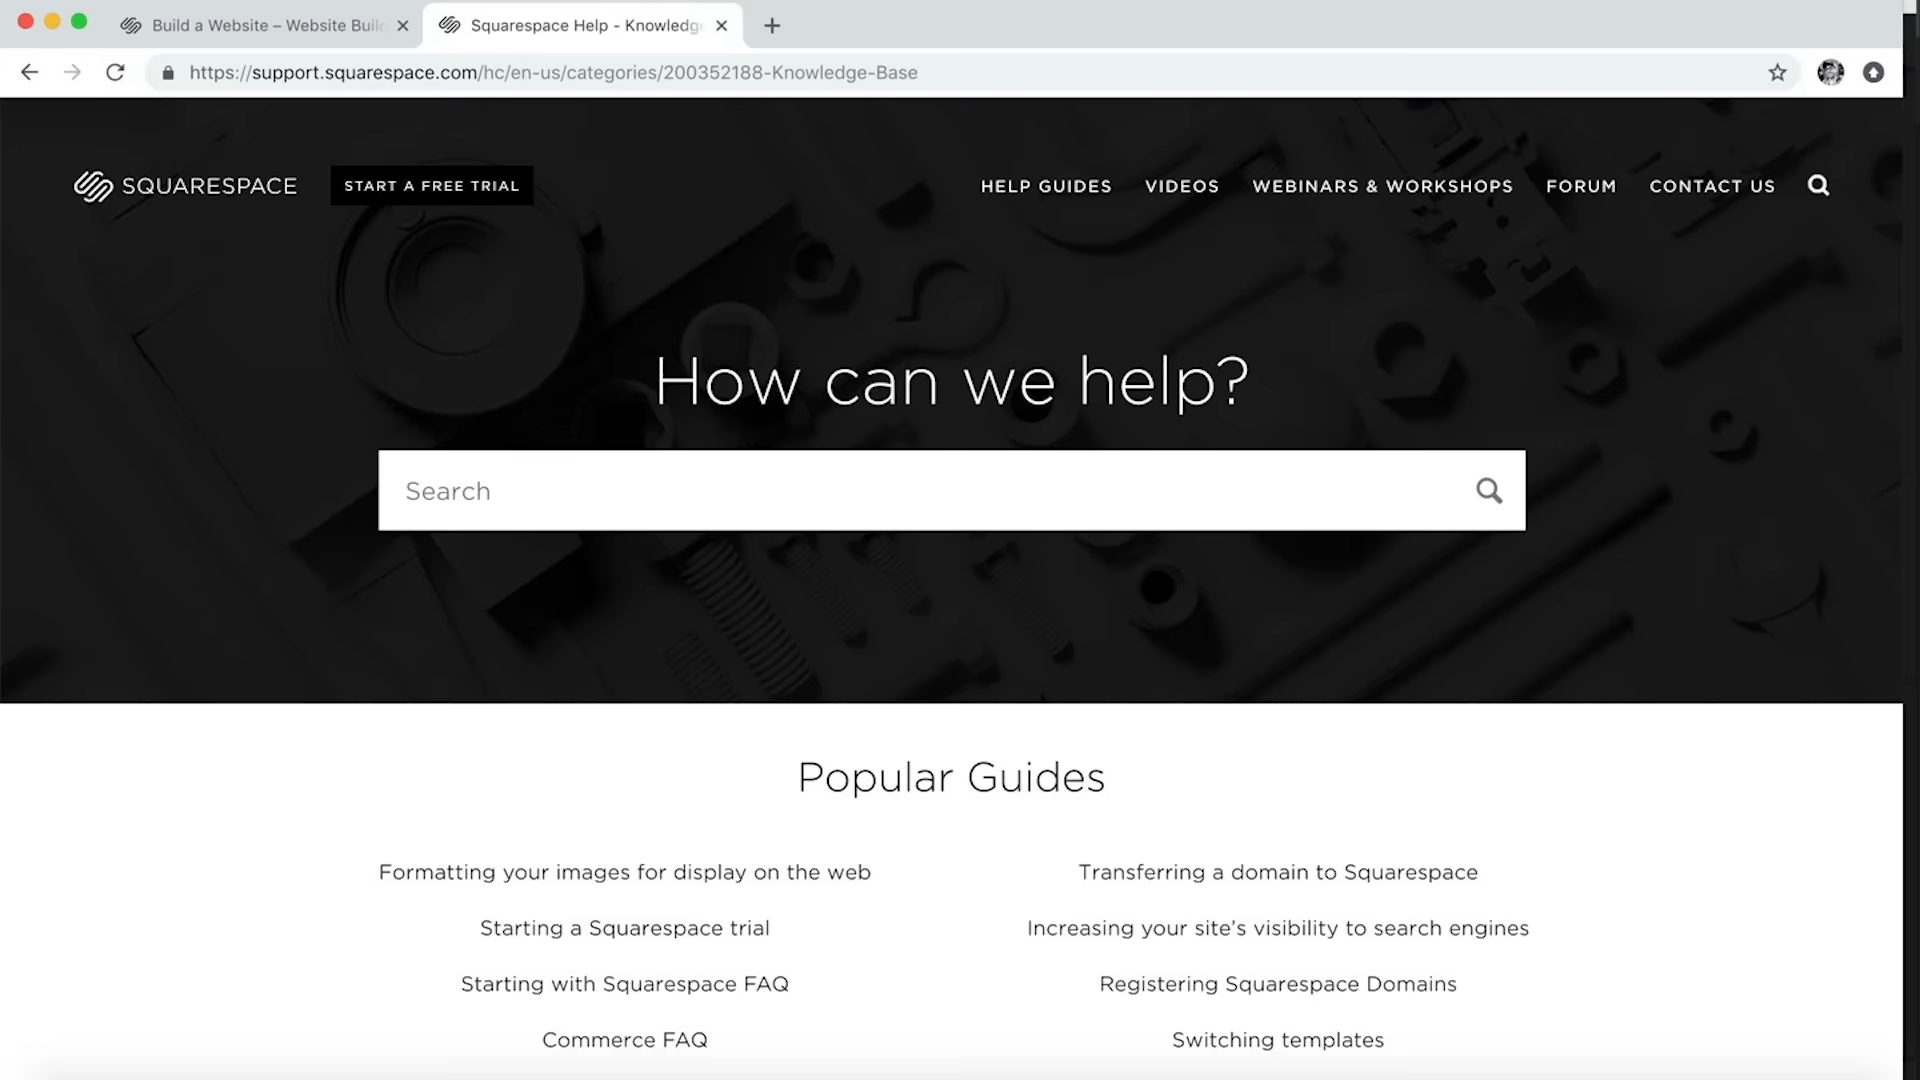 Build a Website – Website Buil
Squarespace Help - Knowledg
https://support.squarespace.com/hc/en-us/categories/200352188-Knowledge-Base
SQUARESPACE
START A FREE TRIAL
HELP GUIDES
VIDEOS
WEBINARS & WORKSHOPS
FORUM
CONTACT US
How can we help?
Search
Popular Guides
Formatting your images for display on the web
Transferring a domain to Squarespace
Starting a Squarespace trial
Increasing your site’s visibility to search engines
Starting with Squarespace FAQ
Registering Squarespace Domains
Commerce FAQ
Switching templates